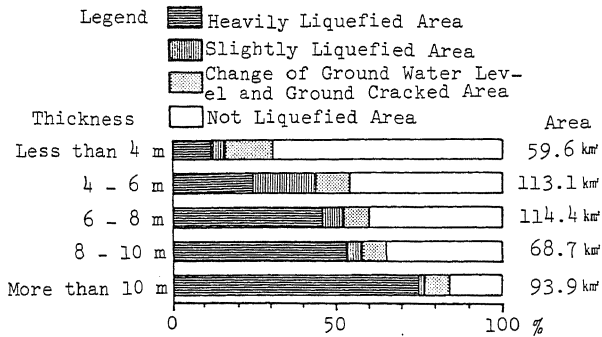 Legend Heavily Liquefied Area
Slightly Liquefied Area
Change of Ground Water Lev-
el and Ground Cracked Area
Thickness Not Liquefied Area Area
Less than 4 m 59.6 km²
4 - 6 m 113.1 km²
6 - 8 m 114.4 km²
8 - 10 m 68.7 km²
More than 10 m 93.9 km²
0 50 100 %